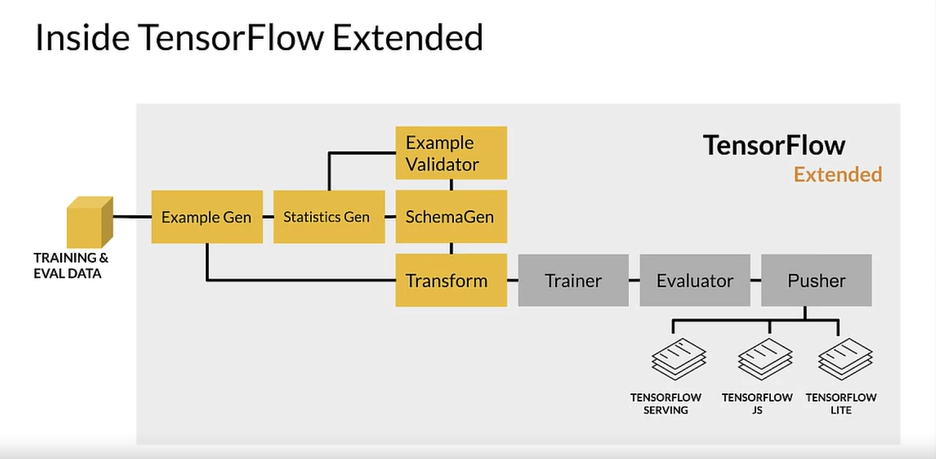 Inside TensorFlow Extended
TensorFlow
Extended
Example
Validator
Example Gen
Statistics Gen
SchemaGen
TRAINING &
EVAL DATA
Transform
Trainer
Evaluator
Pusher
TENSORFLOW
SERVING
TENSORFLOW
JS
TENSORFLOW
LITE